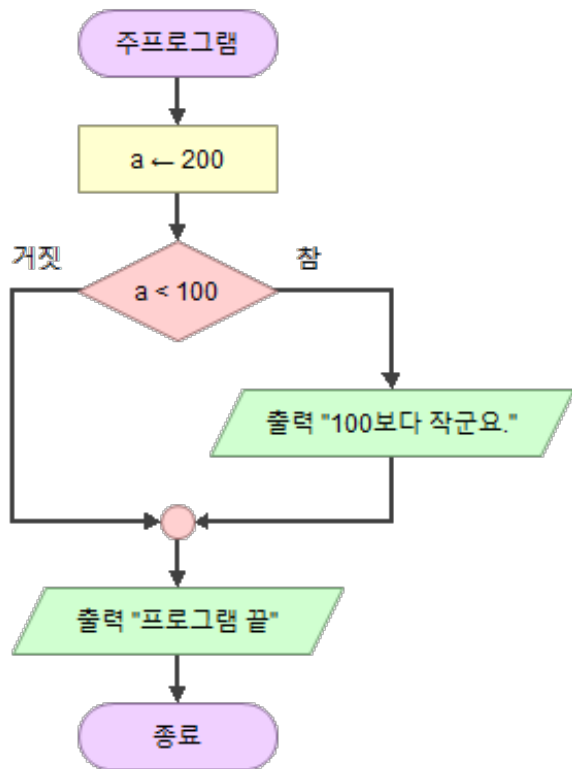 주프로그램
a ← 200
거짓
참
a < 100
출력 "100보다 작군요."
출력 "프로그램 끝"
종료